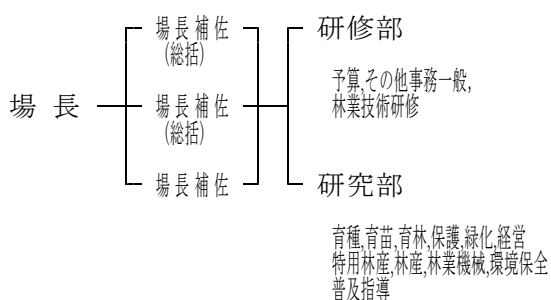 場長補佐
(総括)
場長
場長補佐
(総括)
場長補佐
研修部
予算,その他事務一般,
林業技術研修
研究部
育種,育苗,育林,保護,緑化,経営
特用林産,林産,林業機械,環境保全
普及指導